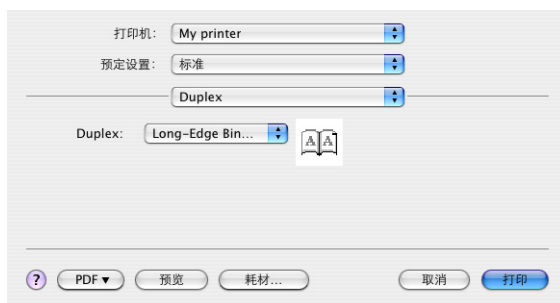 打印机: My printer
预定设置: 标准
Duplex
Duplex: Long-Edge Bin...
A A
? PDF▼ 预览 耗材... 取消 打印